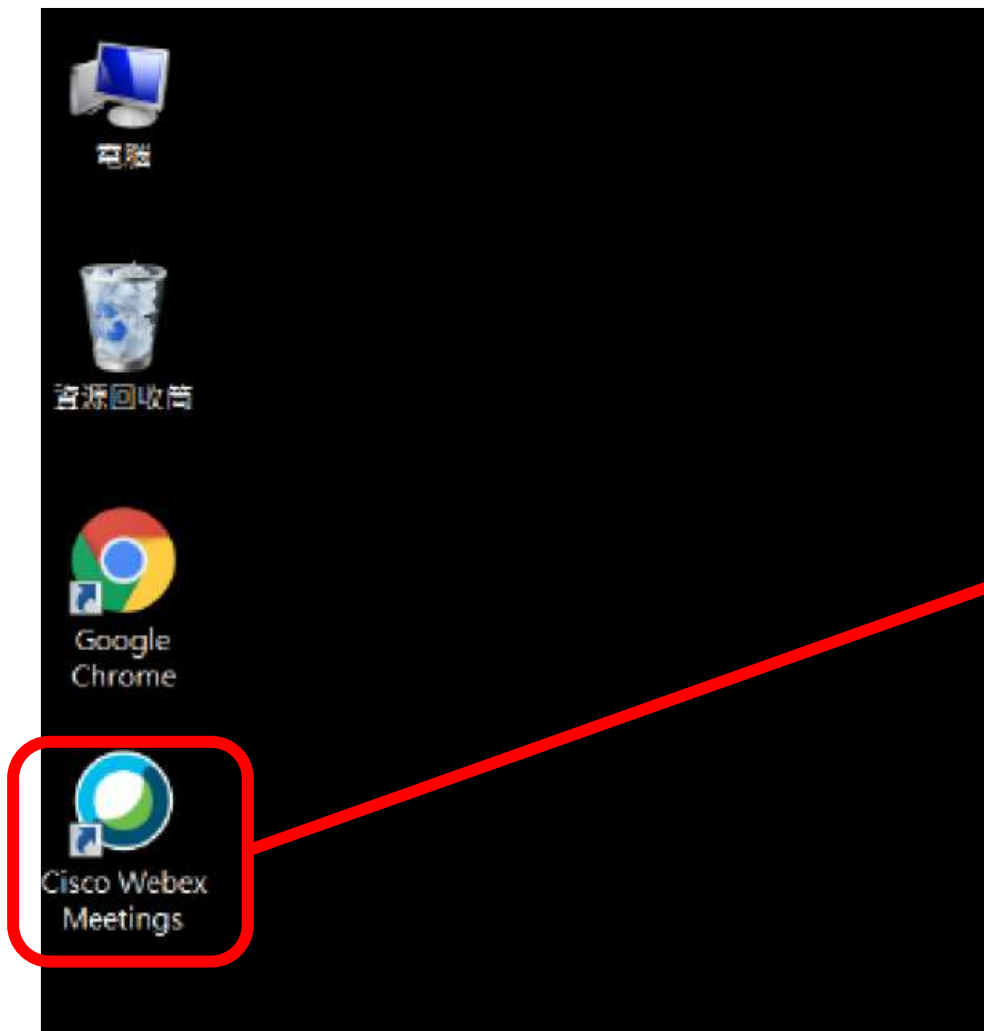 電腦
資源回收筒
Google
Chrome
Cisco Webex
Meetings